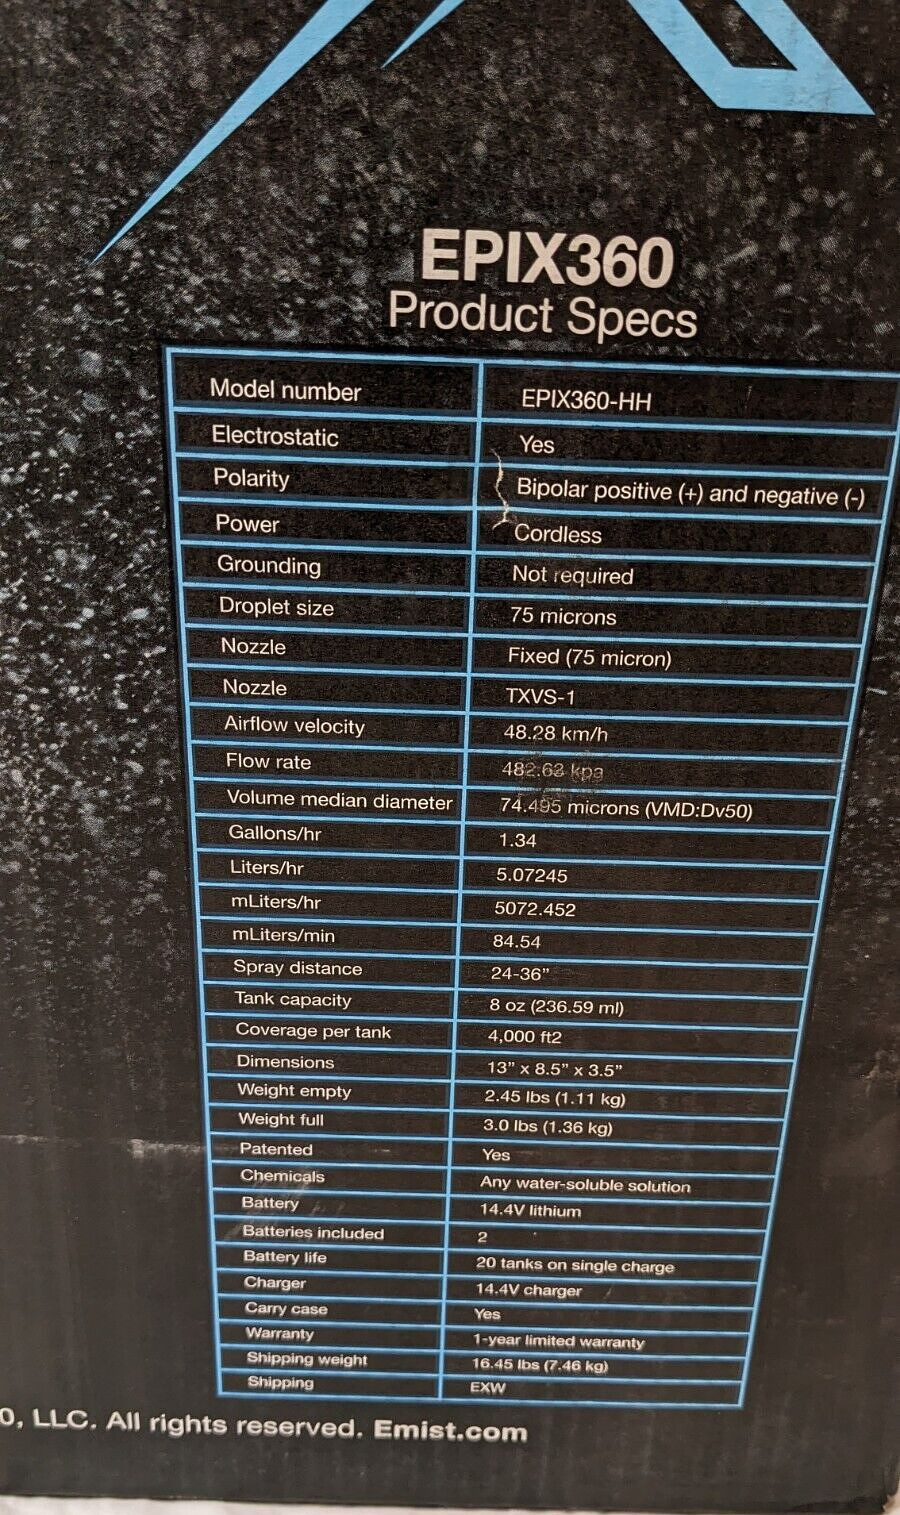 EPIX360
Product Specs
Model number EPIX360-HH
Electrostatic Yes
Polarity Bipolar positive (+) and negative (-)
Power Cordless
Grounding Not required
Droplet size 75 microns
Nozzle Fixed (75 micron)
Nozzle TXVS-1
Airflow velocity 48.28 km/h
Flow rate 482.63 kpa
Volume median diameter 74.495 microns (VMD:Dv50)
Gallons/hr 1.34
Liters/hr 5.07245
mLiters/hr 5072.452
mLiters/min 84.54
Spray distance 24-36”
Tank capacity 8 oz (236.59 ml)
Coverage per tank 4,000 ft2
Dimensions 13” x 8.5” x 3.5”
Weight empty 2.45 lbs (1.11 kg)
Weight full 3.0 lbs (1.36 kg)
Patented Yes
Chemicals Any water-soluble solution
Battery 14.4V lithium
Batteries included 2
Battery life 20 tanks on single charge
Charger 14.4V charger
Carry case Yes
Warranty 1-year limited warranty
Shipping weight 16.45 lbs (7.46 kg)
Shipping EXW
0, LLC. All rights reserved. Emist.com